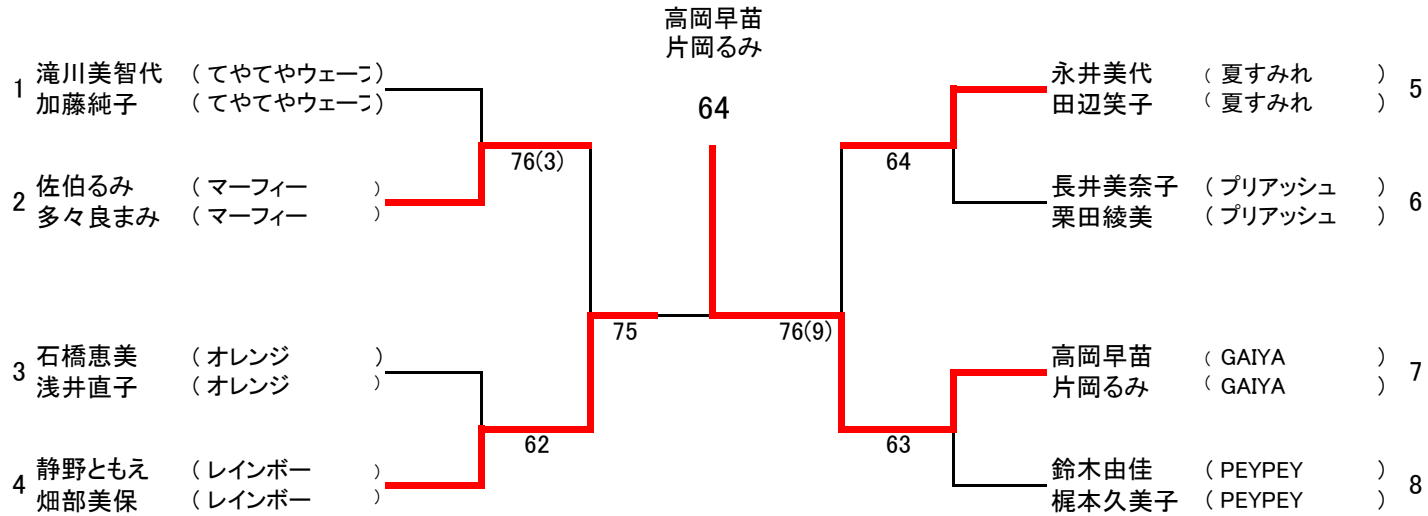 高岡早苗
片岡るみ
64
1 滝川美智代 ( てやてやウェーブ)
加藤純子 ( てやてやウェーブ)
76(3)
2 佐伯るみ ( マーフィー )
多々良まみ ( マーフィー )
75
3 石橋恵美 ( オレンジ )
浅井直子 ( オレンジ )
62
4 静野ともえ ( レインボー )
畑部美保 ( レインボー )
永井美代 ( 夏すみれ ) 5
田辺笑子 ( 夏すみれ )
64
長井美奈子 ( プリアッシュ ) 6
栗田綾美 ( プリアッシュ )
76(9)
高岡早苗 ( GAIYA ) 7
片岡るみ ( GAIYA )
63
鈴木由佳 ( PEYPEY ) 8
梶本久美子 ( PEYPEY )